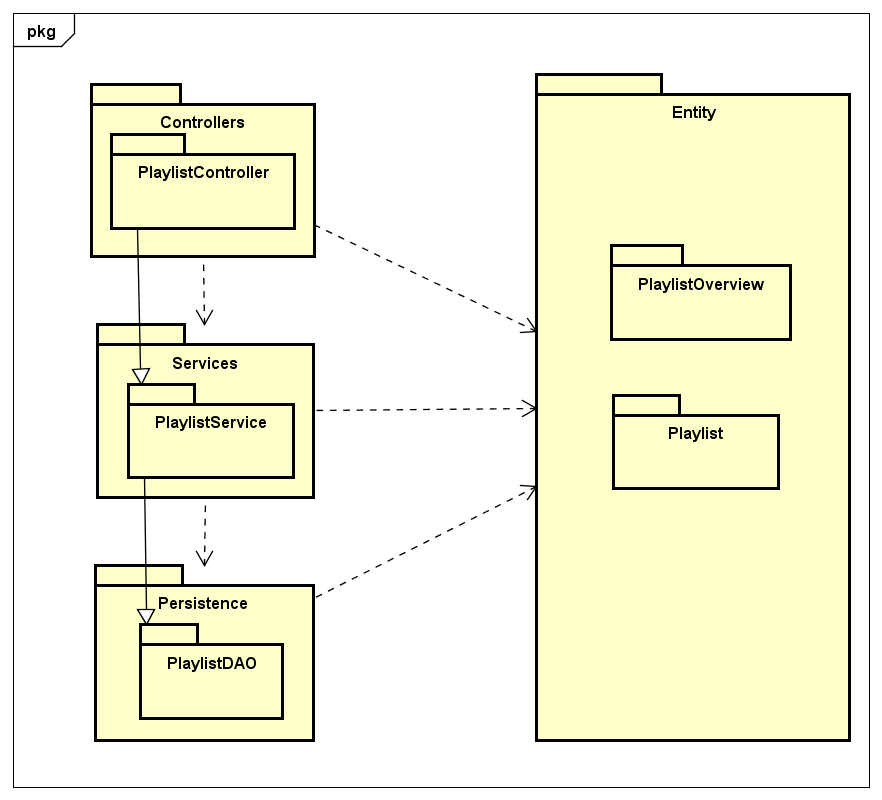 pkg
Controllers
PlaylistController
Services
PlaylistService
Persistence
PlaylistDAO
Entity
PlaylistOverview
Playlist